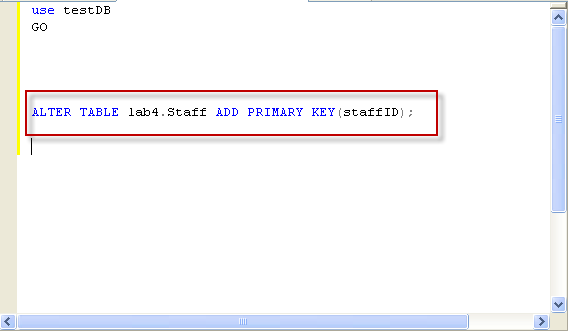 use testDB
GO
ALTER TABLE lab4.Staff ADD PRIMARY KEY(staffID);